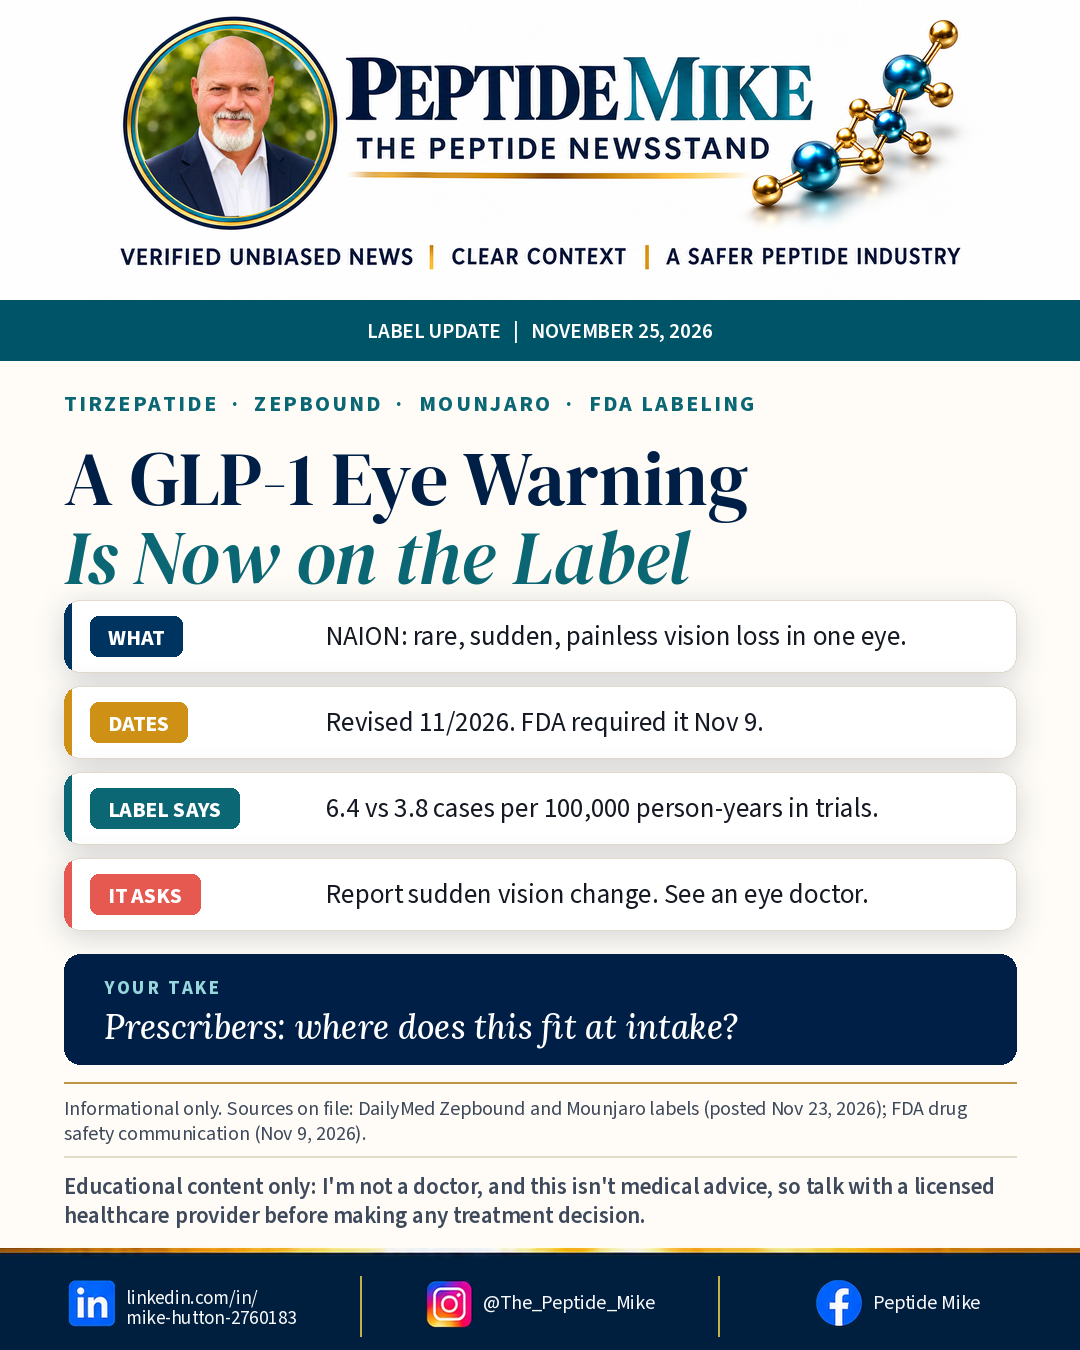 PEPTIDEMIKE
THE PEPTIDE NEWSSTAND
VERIFIED UNBIASED NEWS | CLEAR CONTEXT | A SAFER PEPTIDE INDUSTRY
LABEL UPDATE | NOVEMBER 25, 2026
TIRZEPATIDE · ZEPBOUND · MOUNJARO · FDA LABELING
A GLP-1 Eye Warning
Is Now on the Label
WHAT NAION: rare, sudden, painless vision loss in one eye.
DATES Revised 11/2026. FDA required it Nov 9.
LABEL SAYS 6.4 vs 3.8 cases per 100,000 person-years in trials.
IT ASKS Report sudden vision change. See an eye doctor.
YOUR TAKE
Prescribers: where does this fit at intake?
Informational only. Sources on file: DailyMed Zepbound and Mounjaro labels (posted Nov 23, 2026); FDA drug
safety communication (Nov 9, 2026).
Educational content only: I'm not a doctor, and this isn't medical advice, so talk with a licensed
healthcare provider before making any treatment decision.
in linkedin.com/in/
mike-hutton-2760183
@The_Peptide_Mike
Peptide Mike